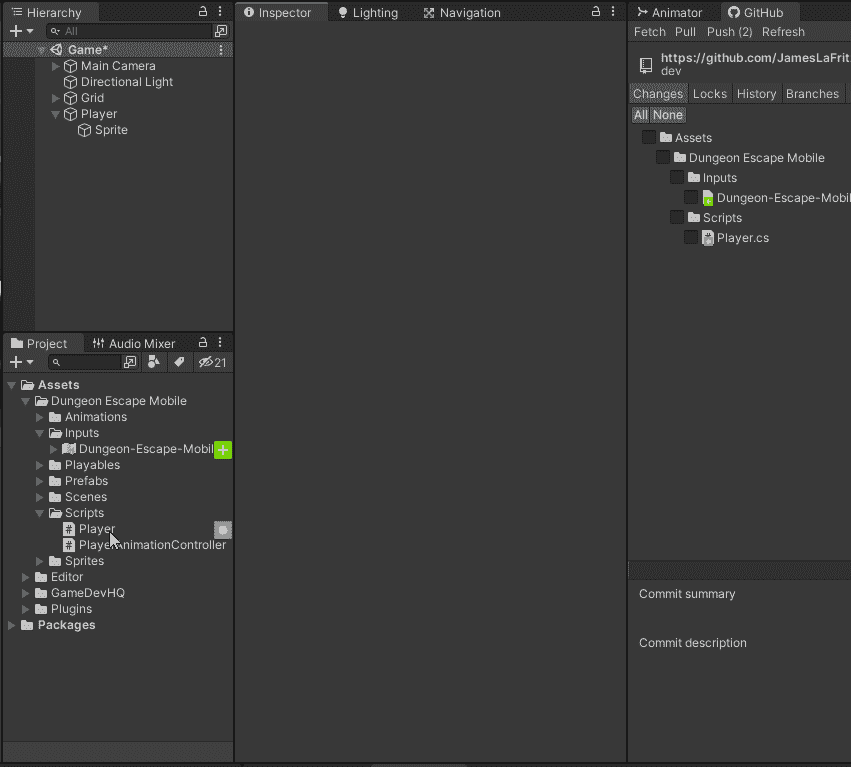 Hierarchy
All
Game*
Main Camera
Directional Light
Grid
Player
Sprite
Project
Audio Mixer
21
Assets
Dungeon Escape Mobile
Animations
Inputs
Dungeon-Escape-Mobil
Playables
Prefabs
Scenes
Scripts
Player
PlayerAnimationController
Sprites
Editor
GameDevHQ
Plugins
Packages
Inspector
Lighting
Navigation
Animator
GitHub
Fetch Pull Push (2) Refresh
https://github.com/JamesLaFrit
dev
Changes Locks History Branches
All None
Assets
Dungeon Escape Mobile
Inputs
Dungeon-Escape-Mobil
Scripts
Player.cs
Commit summary
Commit description